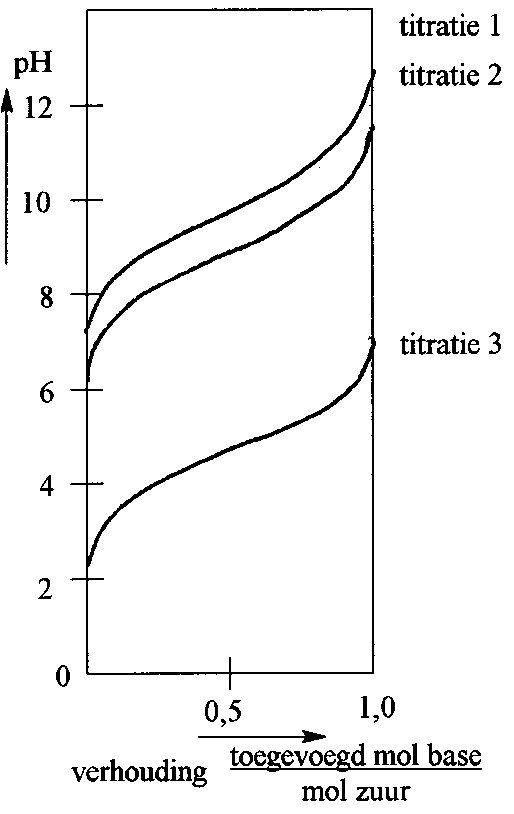 titratie 1
pH
titratie 2
12
10
8
titratie 3
6
4
2
0
0,5
1,0
verhouding
toegevoegd mol base
mol zuur